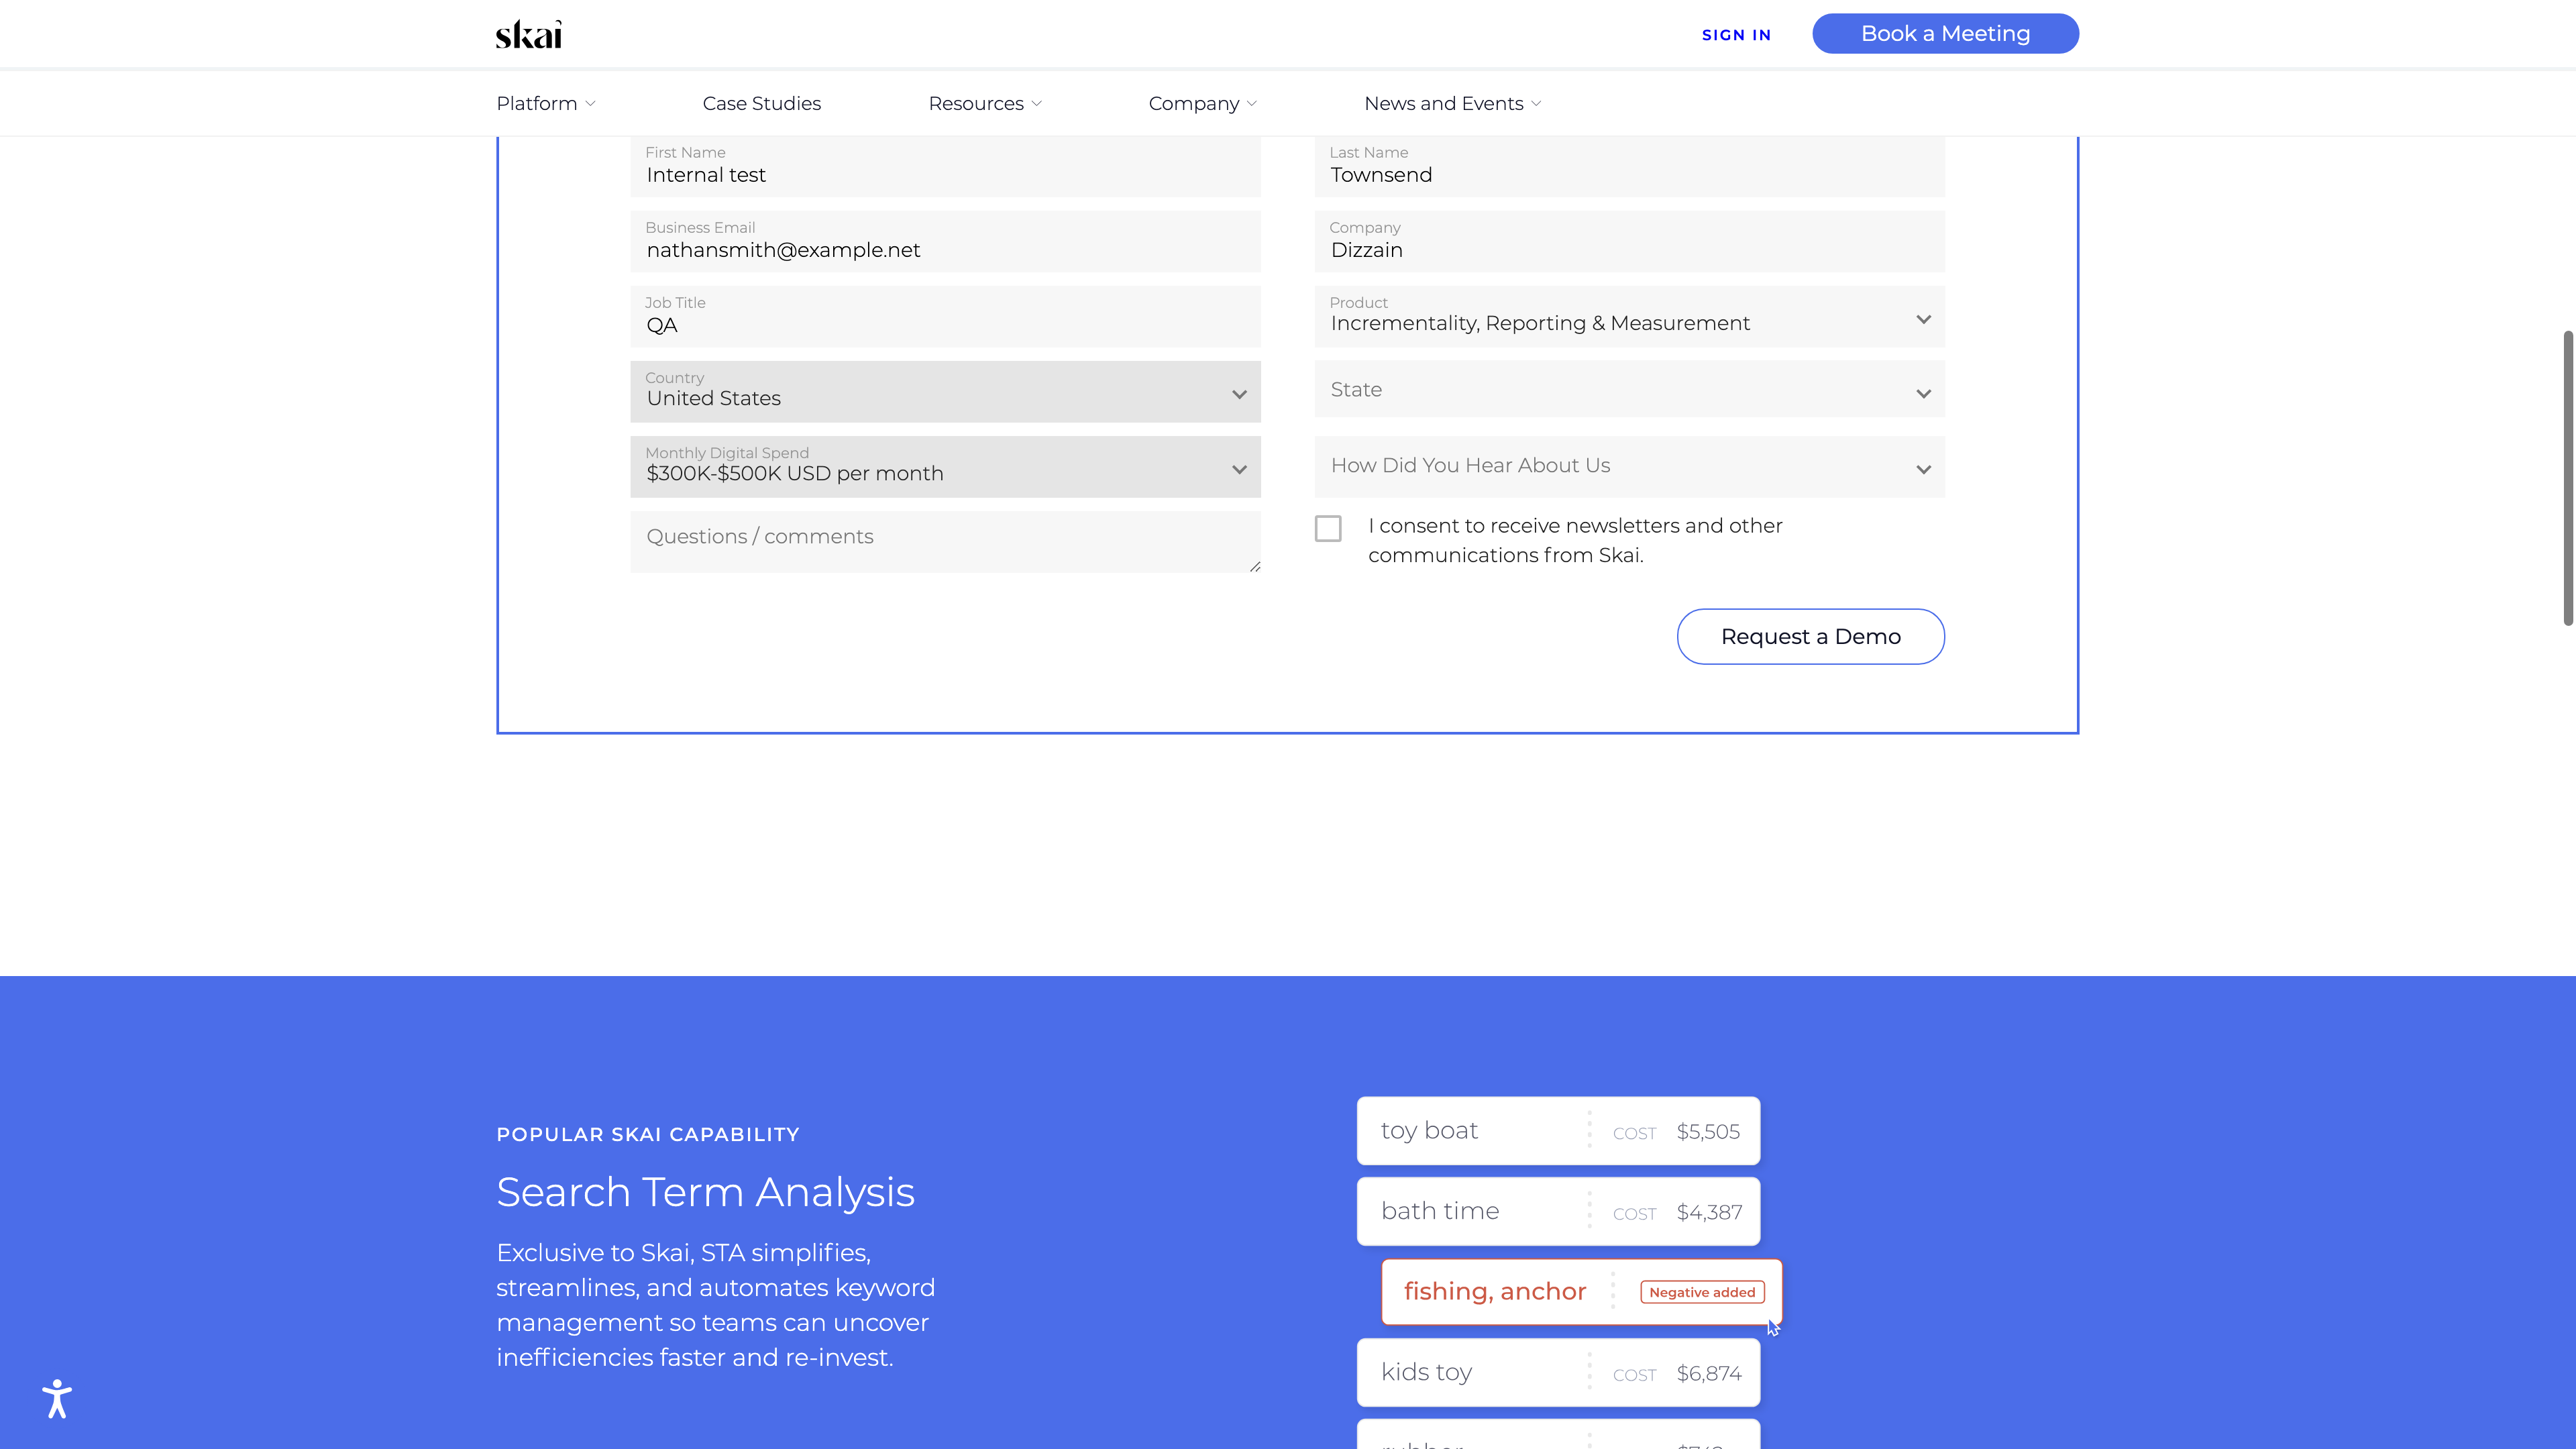 skai
SIGN IN
Book a Meeting
Platform
Case Studies
Resources
Company
News and Events
First Name
Internal test
Last Name
Townsend
Business Email
nathansmith@example.net
Company
Dizzain
Job Title
QA
Product
Incrementality, Reporting & Measurement
Country
United States
State
Monthly Digital Spend
$300K-$500K USD per month
How Did You Hear About Us
Questions / comments
I consent to receive newsletters and other
communications from Skai.
Request a Demo
POPULAR SKAI CAPABILITY
Search Term Analysis
Exclusive to Skai, STA simplifies,
streamlines, and automates keyword
management so teams can uncover
inefficiencies faster and re-invest.
toy boat COST $5,505
bath time COST $4,387
fishing, anchor Negative added
kids toy COST $6,874